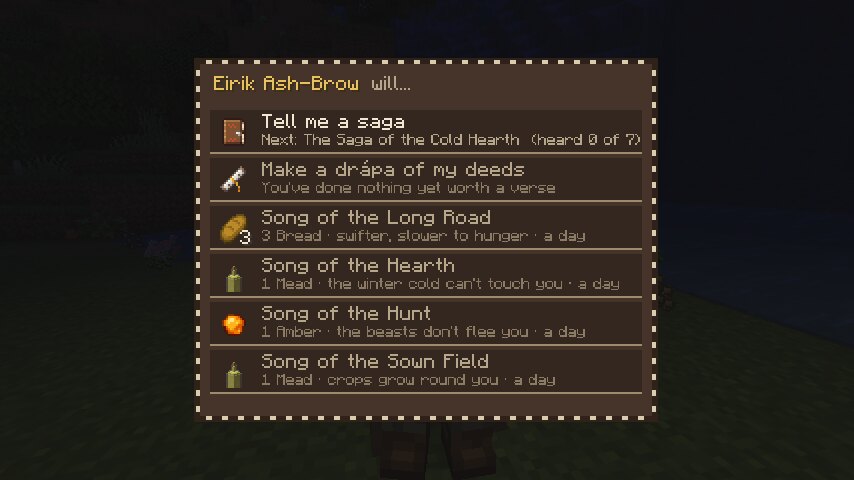 Eirik Ash-Brow will...
Tell me a saga
Next: The Saga of the Cold Hearth (heard 0 of 7)
Make a drápa of my deeds
You've done nothing yet worth a verse
Song of the Long Road
3 Bread · swifter, slower to hunger · a day
3
Song of the Hearth
1 Mead · the winter cold can't touch you · a day
Song of the Hunt
1 Amber · the beasts don't flee you · a day
Song of the Sown Field
1 Mead · crops grow round you · a day